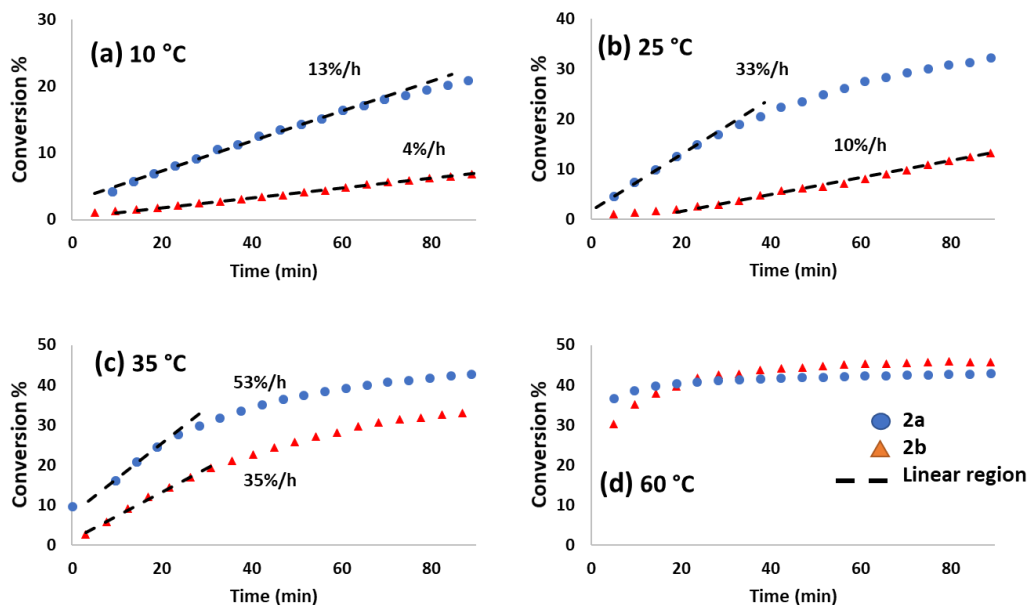 (a) 10 °C
Conversion %
30
20
10
0
13%/h
4%/h
0 20 40 60 80
Time (min)
(b) 25 °C
Conversion %
40
30
20
10
0
33%/h
10%/h
0 20 40 60 80
Time (min)
(c) 35 °C
Conversion %
50
40
30
20
10
0
53%/h
35%/h
0 20 40 60 80
Time (min)
Conversion %
50
40
30
20
10
0
2a
2b
Linear region
(d) 60 °C
0 20 40 60 80
Time (min)